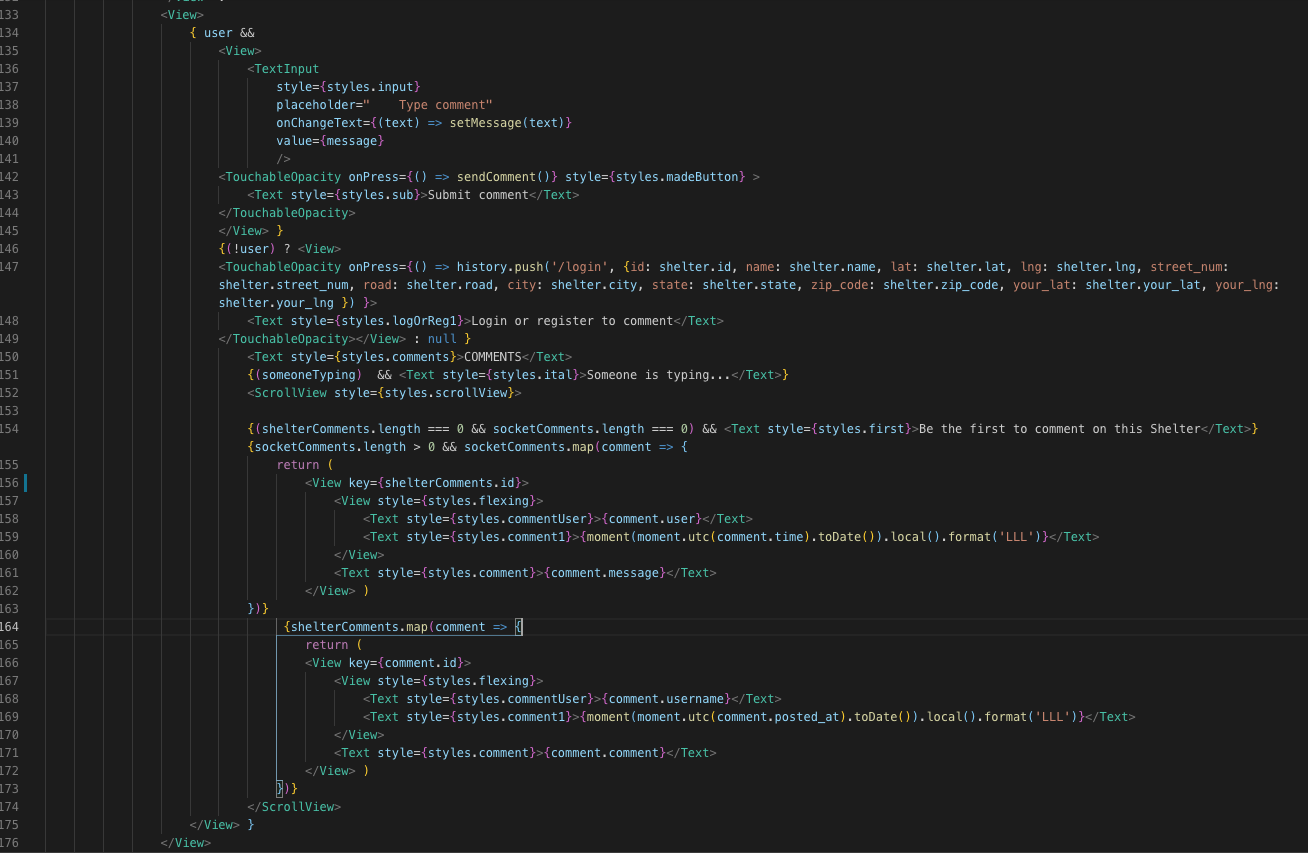 133 <View>
134 { user &&
135 <View>
136 <TextInput
137 style={styles.input}
138 placeholder="    Type comment"
139 onChangeText={(text) => setMessage(text)}
140 value={message}
141 />
142 <TouchableOpacity onPress={() => sendComment()} style={styles.madeButton} >
143 <Text style={styles.sub}>Submit comment</Text>
144 </TouchableOpacity>
145 </View> }
146 {(!user) ? <View>
147 <TouchableOpacity onPress={() => history.push('/login', {id: shelter.id, name: shelter.name, lat: shelter.lat, lng: shelter.lng, street_num:
shelter.street_num, road: shelter.road, city: shelter.city, state: shelter.state, zip_code: shelter.zip_code, your_lat: shelter.your_lat, your_lng:
shelter.your_lng }) }>
148 <Text style={styles.logOrReg1}>Login or register to comment</Text>
149 </TouchableOpacity></View> : null }
150 <Text style={styles.comments}>COMMENTS</Text>
151 {(someoneTyping)  && <Text style={styles.ital}>Someone is typing...</Text>}
152 <ScrollView style={styles.scrollView}>
153
154 {(shelterComments.length === 0 && socketComments.length === 0) && <Text style={styles.first}>Be the first to comment on this Shelter</Text>}
{socketComments.length > 0 && socketComments.map(comment => {
155 return (
156 <View key={shelterComments.id}>
157 <View style={styles.flexing}>
158 <Text style={styles.commentUser}>{comment.user}</Text>
159 <Text style={styles.comment1}>{moment(moment.utc(comment.time).toDate()).local().format('LLL')}</Text>
160 </View>
161 <Text style={styles.comment}>{comment.message}</Text>
162 </View> )
163 })}
164 {shelterComments.map(comment => {
165 return (
166 <View key={comment.id}>
167 <View style={styles.flexing}>
168 <Text style={styles.commentUser}>{comment.username}</Text>
169 <Text style={styles.comment1}>{moment(moment.utc(comment.posted_at).toDate()).local().format('LLL')}</Text>
170 </View>
171 <Text style={styles.comment}>{comment.comment}</Text>
172 </View> )
173 })}
174 </ScrollView>
175 </View> }
176 </View>